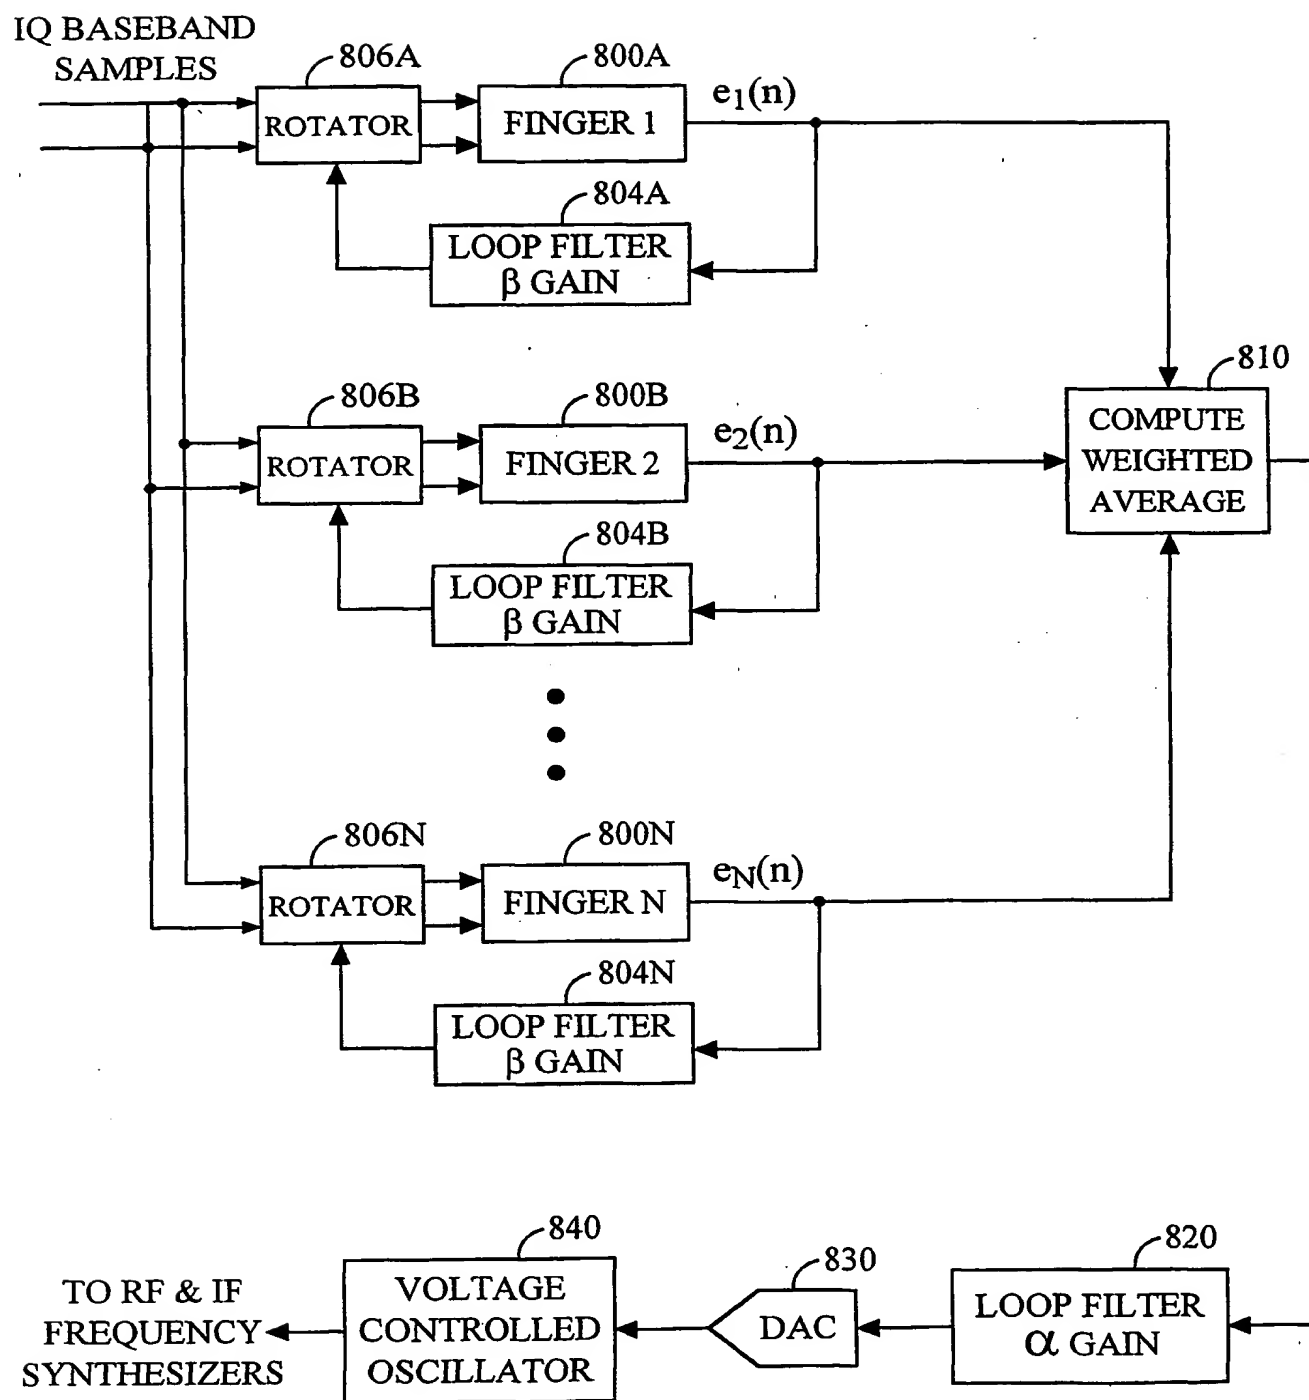 IQ BASEBAND
SAMPLES
806A
800A
ROTATOR
FINGER 1
e1(n)
804A
LOOP FILTER
β GAIN
806B
800B
ROTATOR
FINGER 2
e2(n)
804B
LOOP FILTER
β GAIN
810
COMPUTE
WEIGHTED
AVERAGE
806N
800N
ROTATOR
FINGER N
eN(n)
804N
LOOP FILTER
β GAIN
840
830
820
TO RF & IF
FREQUENCY
SYNTHESIZERS
VOLTAGE
CONTROLLED
OSCILLATOR
DAC
LOOP FILTER
α GAIN